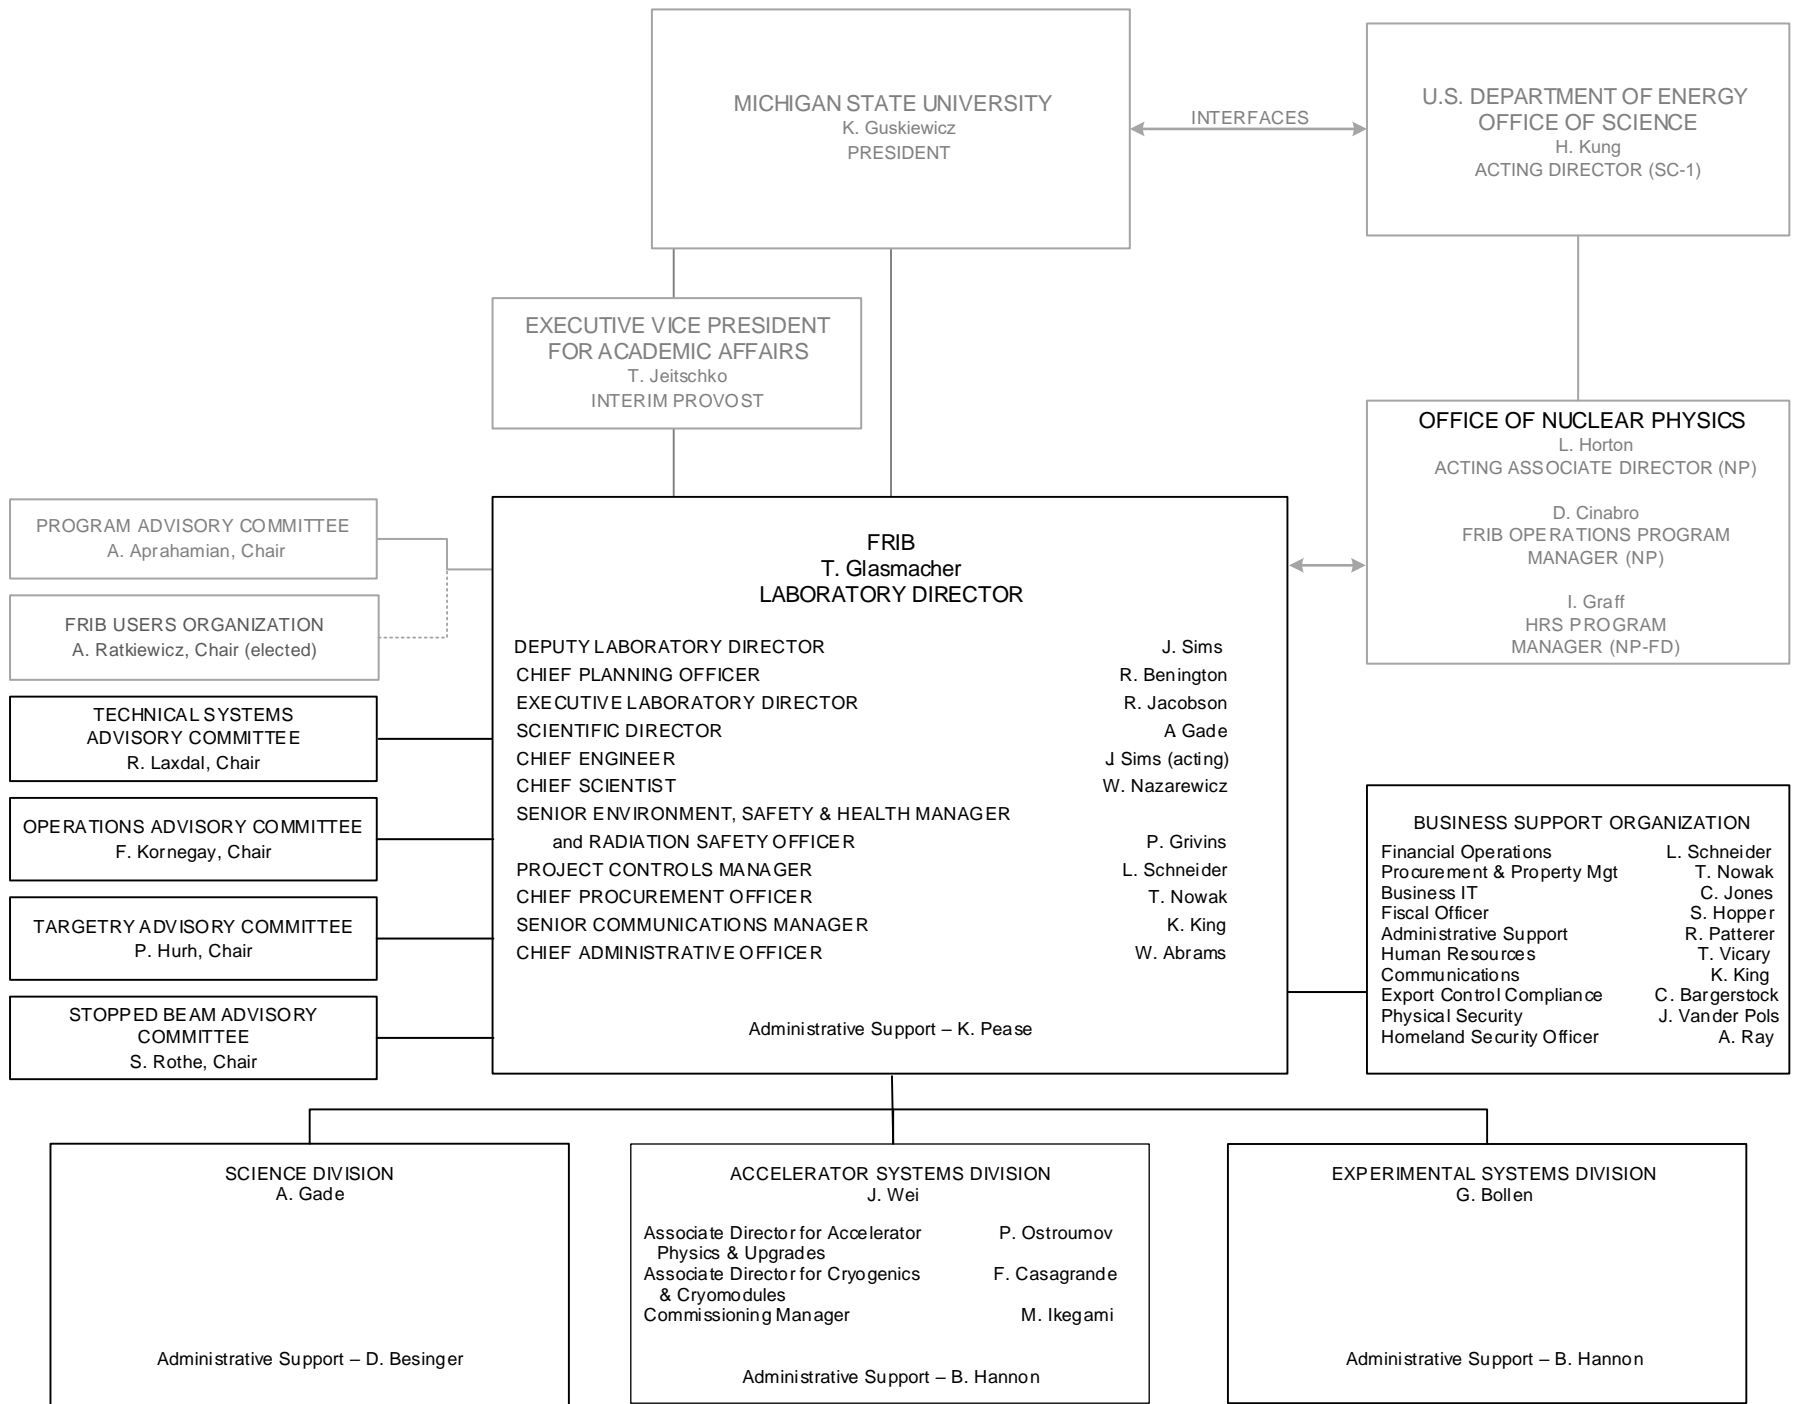 MICHIGAN STATE UNIVERSITY
K. Guskiewicz
PRESIDENT
INTERFACES
U.S. DEPARTMENT OF ENERGY
OFFICE OF SCIENCE
H. Kung
ACTING DIRECTOR (SC-1)
EXECUTIVE VICE PRESIDENT
FOR ACADEMIC AFFAIRS
T. Jeitschko
INTERIM PROVOST
OFFICE OF NUCLEAR PHYSICS
L. Horton
ACTING ASSOCIATE DIRECTOR (NP)
D. Cinabro
FRIB OPERATIONS PROGRAM
MANAGER (NP)
I. Graff
HRS PROGRAM
MANAGER (NP-FD)
PROGRAM ADVISORY COMMITTEE
A. Aprahamian, Chair
FRIB USERS ORGANIZATION
A. Ratkiewicz, Chair (elected)
TECHNICAL SYSTEMS
ADVISORY COMMITTEE
R. Laxdal, Chair
OPERATIONS ADVISORY COMMITTEE
F. Kornegay, Chair
TARGETRY ADVISORY COMMITTEE
P. Hurh, Chair
STOPPED BEAM ADVISORY
COMMITTEE
S. Rothe, Chair
FRIB
T. Glasmacher
LABORATORY DIRECTOR
DEPUTY LABORATORY DIRECTOR J. Sims
CHIEF PLANNING OFFICER R. Benington
EXECUTIVE LABORATORY DIRECTOR R. Jacobson
SCIENTIFIC DIRECTOR A Gade
CHIEF ENGINEER J Sims (acting)
CHIEF SCIENTIST W. Nazarewicz
SENIOR ENVIRONMENT, SAFETY & HEALTH MANAGER
and RADIATION SAFETY OFFICER P. Grivins
PROJECT CONTROLS MANAGER L. Schneider
CHIEF PROCUREMENT OFFICER T. Nowak
SENIOR COMMUNICATIONS MANAGER K. King
CHIEF ADMINISTRATIVE OFFICER W. Abrams
Administrative Support – K. Pease
BUSINESS SUPPORT ORGANIZATION
Financial Operations L. Schneider
Procurement & Property Mgt T. Nowak
Business IT C. Jones
Fiscal Officer S. Hopper
Administrative Support R. Patterer
Human Resources T. Vicary
Communications K. King
Export Control Compliance C. Bargerstock
Physical Security J. Vander Pols
Homeland Security Officer A. Ray
SCIENCE DIVISION
A. Gade
Administrative Support – D. Besinger
ACCELERATOR SYSTEMS DIVISION
J. Wei
Associate Director for Accelerator P. Ostroumov
Physics & Upgrades
Associate Director for Cryogenics F. Casagrande
& Cryomodules
Commissioning Manager M. Ikegami
Administrative Support – B. Hannon
EXPERIMENTAL SYSTEMS DIVISION
G. Bollen
Administrative Support – B. Hannon